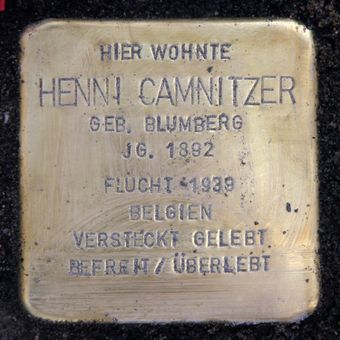 HIER WOHNTE
HENNI CAMNITZER
GEB. BLUMBERG
JG. 1892
FLUCHT 1939
BELGIEN
VERSTECKT GELEBT
BEFREIT / ÜBERLEBT